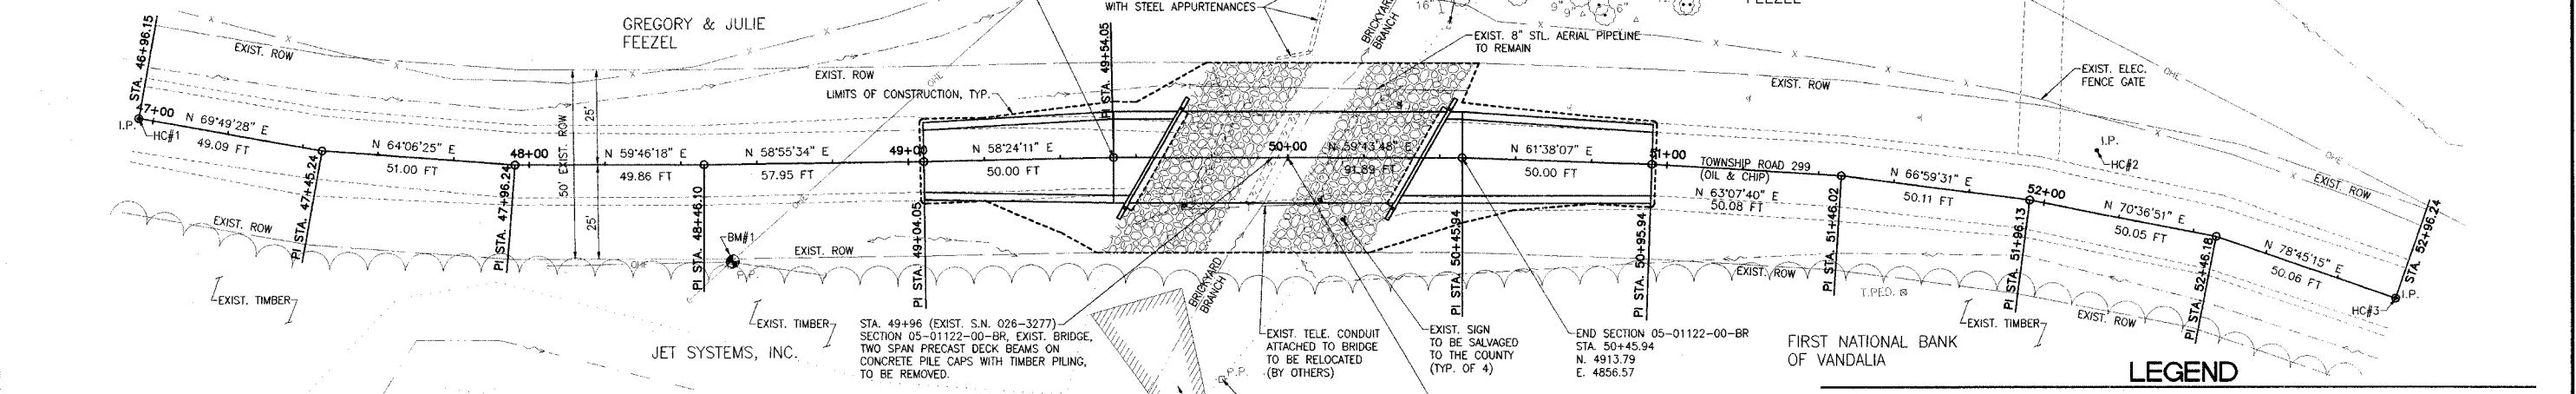 WITH STEEL APPURTENANCES
GREGORY & JULIE
FEEZEL
FEEZEL
16"
9"
9"
6"
BRICKYARD
BRANCH
EXIST. 8" STL. AERIAL PIPELINE
TO REMAIN
STA. 46+96.15
EXIST. ROW
EXIST. ROW
LIMITS OF CONSTRUCTION, TYP.
OHE
PI STA. 49+54.05
EXIST. ROW
EXIST. ELEC.
FENCE GATE
OHE
I.P.
47+00
HC#1
N 69°49'28" E
49.09 FT
PI STA. 47+45.24
N 64°06'25" E
51.00 FT
48+00
PI STA. 47+96.24
50' EXIST. ROW
25'
25'
N 59°46'18" E
49.86 FT
PI STA. 48+46.10
N 58°55'34" E
57.95 FT
49+00
PI STA. 49+04.05
N 58°24'11" E
50.00 FT
50+00
N 59°43'48" E
91.89 FT
PI STA. 50+45.94
N 61°38'07" E
50.00 FT
51+00
PI STA. 50+95.94
TOWNSHIP ROAD 299
(OIL & CHIP)
N 63°07'40" E
50.08 FT
PI STA. 51+46.02
N 66°59'31" E
50.11 FT
52+00
PI STA. 51+96.13
N 70°36'51" E
50.05 FT
PI STA. 52+46.18
N 78°45'15" E
50.06 FT
STA. 52+96.24
I.P.
HC#3
I.P.
HC#2
OHE
EXIST. ROW
EXIST. ROW
BM#1
P.P.
OHE
OHE
EXIST. ROW
EXIST. ROW
EXIST. ROW
T.PED.
EXIST. TIMBER
EXIST. TIMBER
EXIST. TIMBER
JET SYSTEMS, INC.
STA. 49+96 (EXIST. S.N. 026-3277)
SECTION 05-01122-00-BR, EXIST. BRIDGE,
TWO SPAN PRECAST DECK BEAMS ON
CONCRETE PILE CAPS WITH TIMBER PILING,
TO BE REMOVED.
BRICKYARD
BRANCH
P.P.
EXIST. TELE. CONDUIT
ATTACHED TO BRIDGE
TO BE RELOCATED
(BY OTHERS)
EXIST. SIGN
TO BE SALVAGED
TO THE COUNTY
(TYP. OF 4)
END SECTION 05-01122-00-BR
STA. 50+45.94
N. 4913.79
E. 4856.57
FIRST NATIONAL BANK
OF VANDALIA
LEGEND